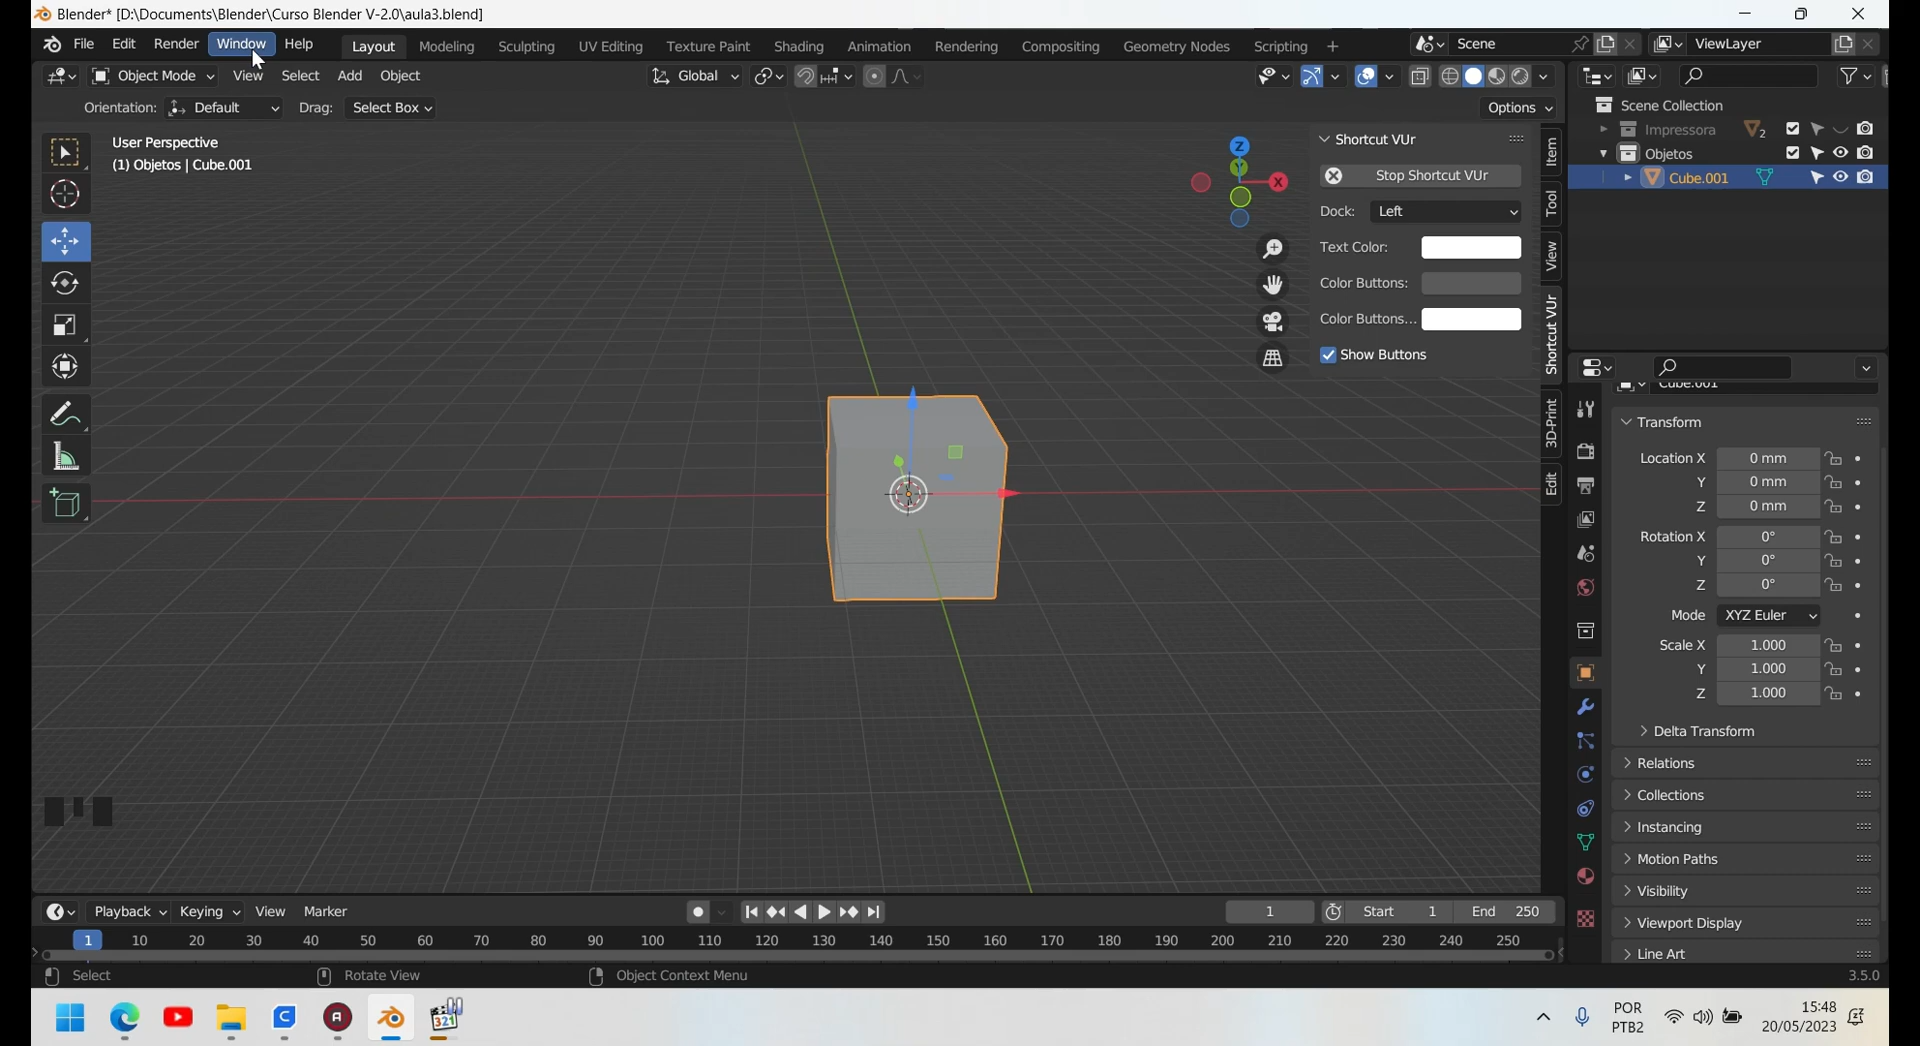 Blender* [D:\Documents\Blender\Curso Blender V-2.0\aula3.blend]
File Edit Render Window Help Layout Modeling Sculpting UV Editing Texture Paint Shading Animation Rendering Compositing Geometry Nodes Scripting + Scene ViewLayer
Object Mode View Select Add Object Global
Orientation: Default Drag: Select Box Options
User Perspective
(1) Objetos | Cube.001
Z
Y
X
Shortcut VUr
Stop Shortcut VUr
Dock: Left
Text Color:
Color Buttons:
Color Buttons...
Show Buttons
Item
Tool
View
Shortcut VUr
3D-Print
Edit
Scene Collection
Impressora 2
Objetos
Cube.001
Cube.001
Transform
Location X 0 mm
Y 0 mm
Z 0 mm
Rotation X 0°
Y 0°
Z 0°
Mode XYZ Euler
Scale X 1.000
Y 1.000
Z 1.000
Delta Transform
Relations
Collections
Instancing
Motion Paths
Visibility
Viewport Display
Line Art
Playback Keying View Marker 1 Start 1 End 250
1 10 20 30 40 50 60 70 80 90 100 110 120 130 140 150 160 170 180 190 200 210 220 230 240 250
Select Rotate View Object Context Menu 3.5.0
321
POR
PTB2
15:48
20/05/2023